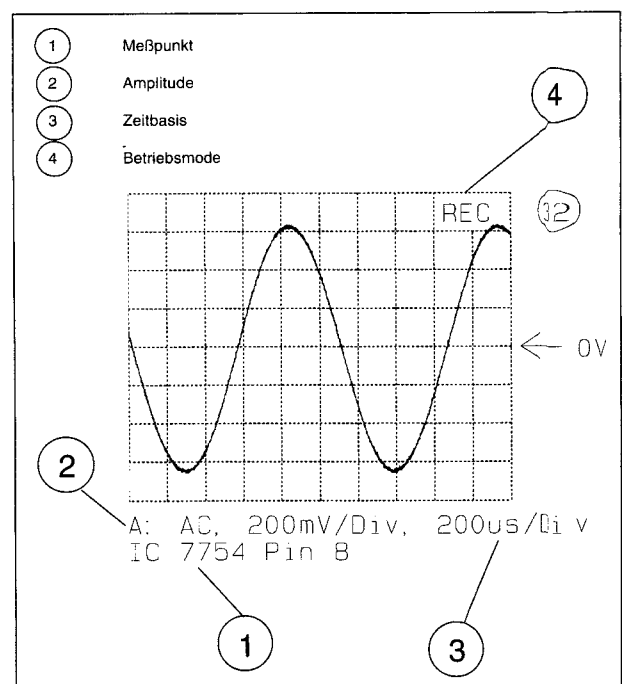 1 Meßpunkt
2 Amplitude
3 Zeitbasis
4 Betriebsmode
4
REC 32
0V
2
A: AC, 200mV/Div, 200us/Div
IC 7754 Pin 8
1
3